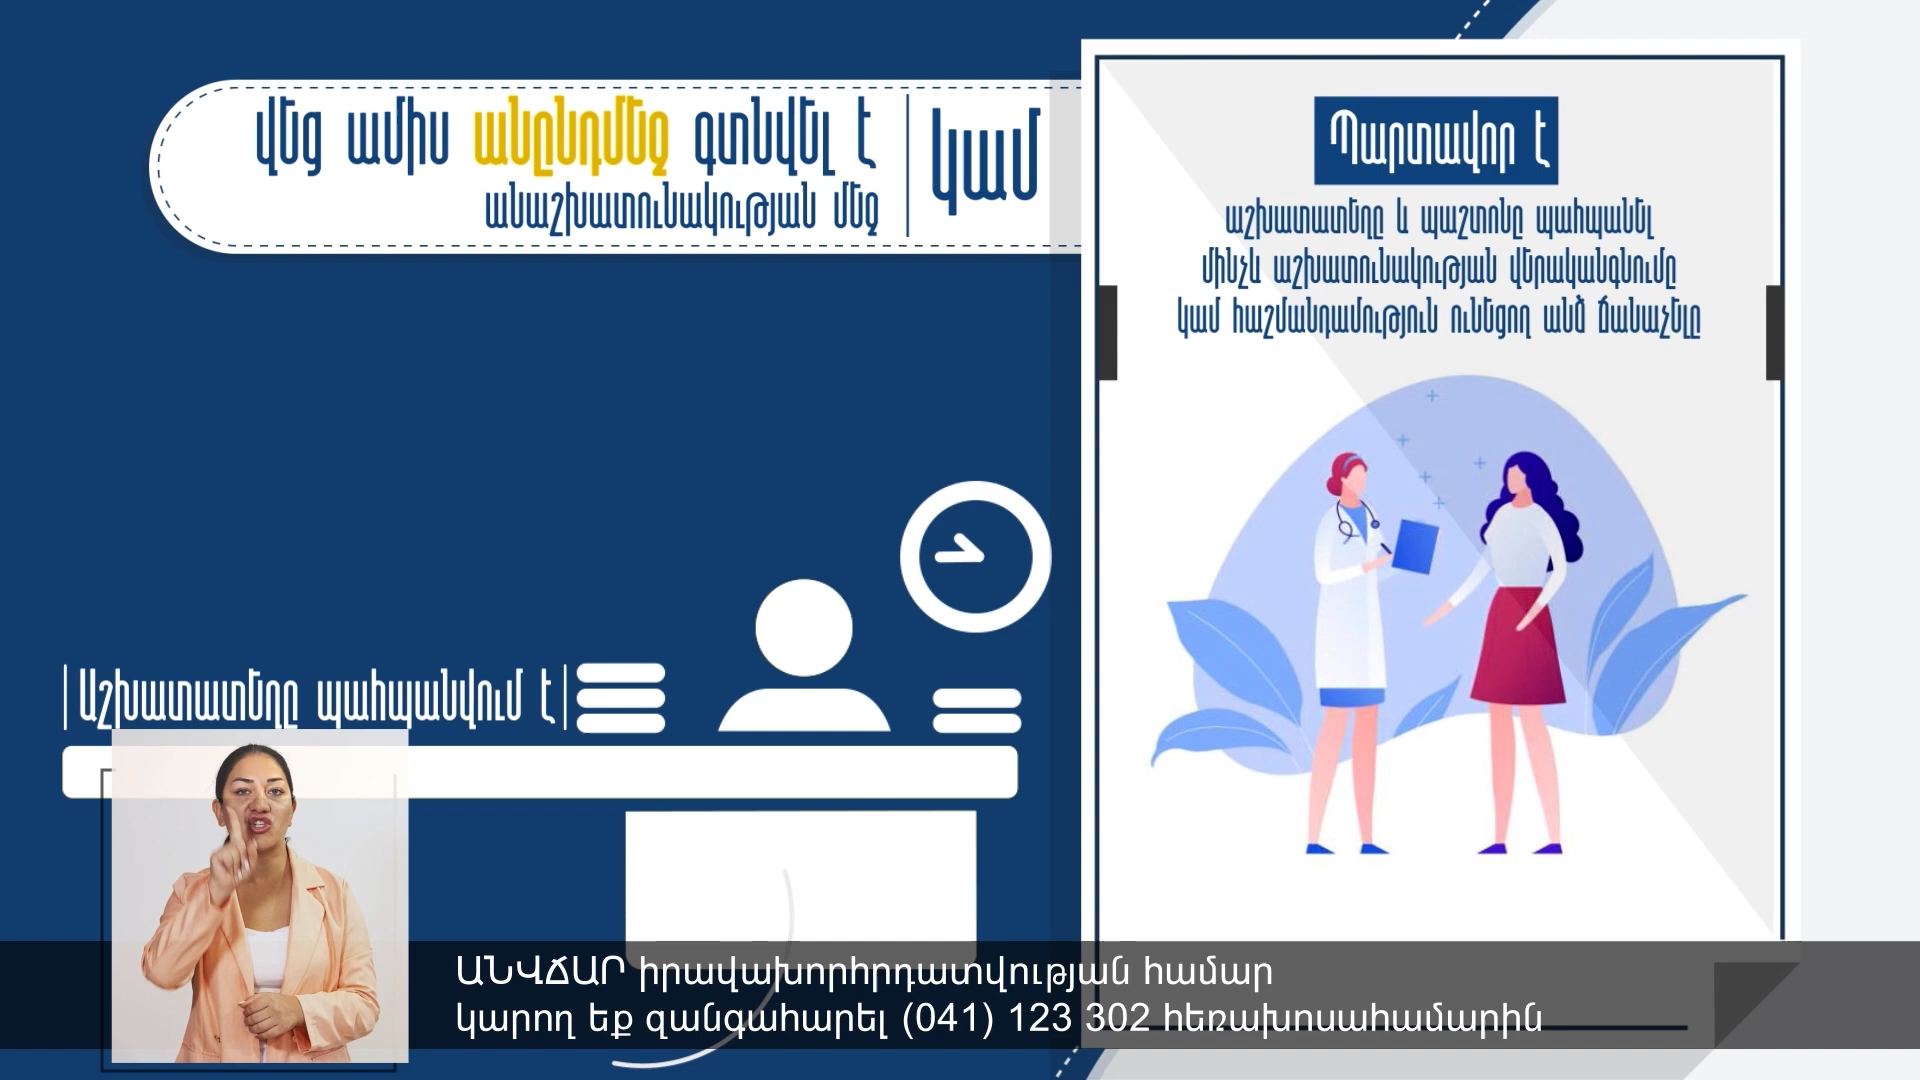 վեց ամիս անընդմեջ գտնվել է
անաշխատունակության մեջ
կամ
Պարտավոր է
աշխատատեղը և պաշտոնը պահպանել
մինչև աշխատունակության վերականգնումը
կամ հաշմանդամություն ունեցող անձ ճանաչելը
Աշխատատեղը պահպանվում է
ԱՆՎՃԱՐ իրավախորհրդատվության համար
կարող եք զանգահարել (041) 123 302 հեռախոսահամարին